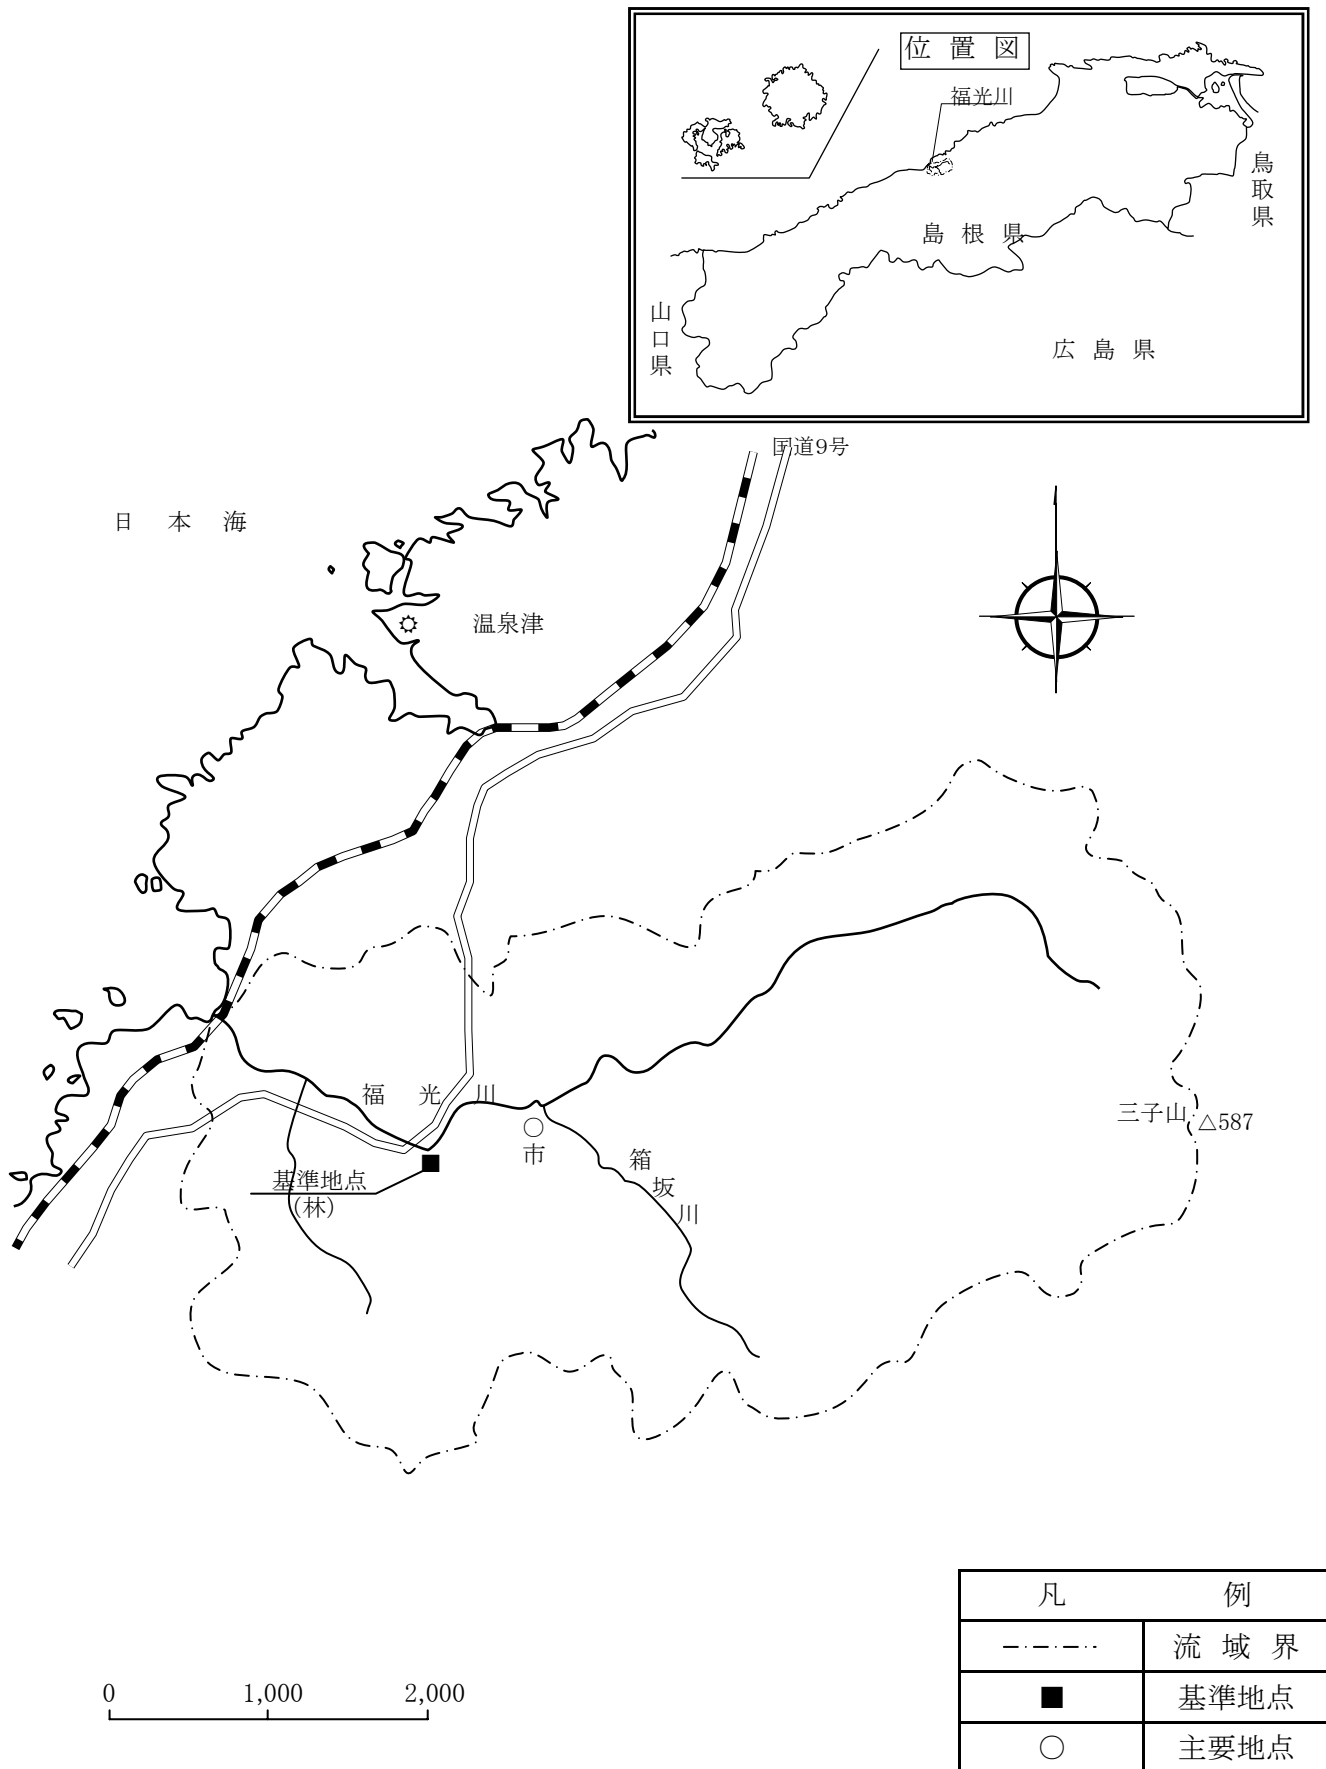 位置図
福光川
鳥取県
島根県
山口県
広島県
国道9号
日本海
温泉津
福光川
三子山 △587
市
箱坂川
基準地点
(林)
凡例
流域界
基準地点
主要地点
0 1,000 2,000